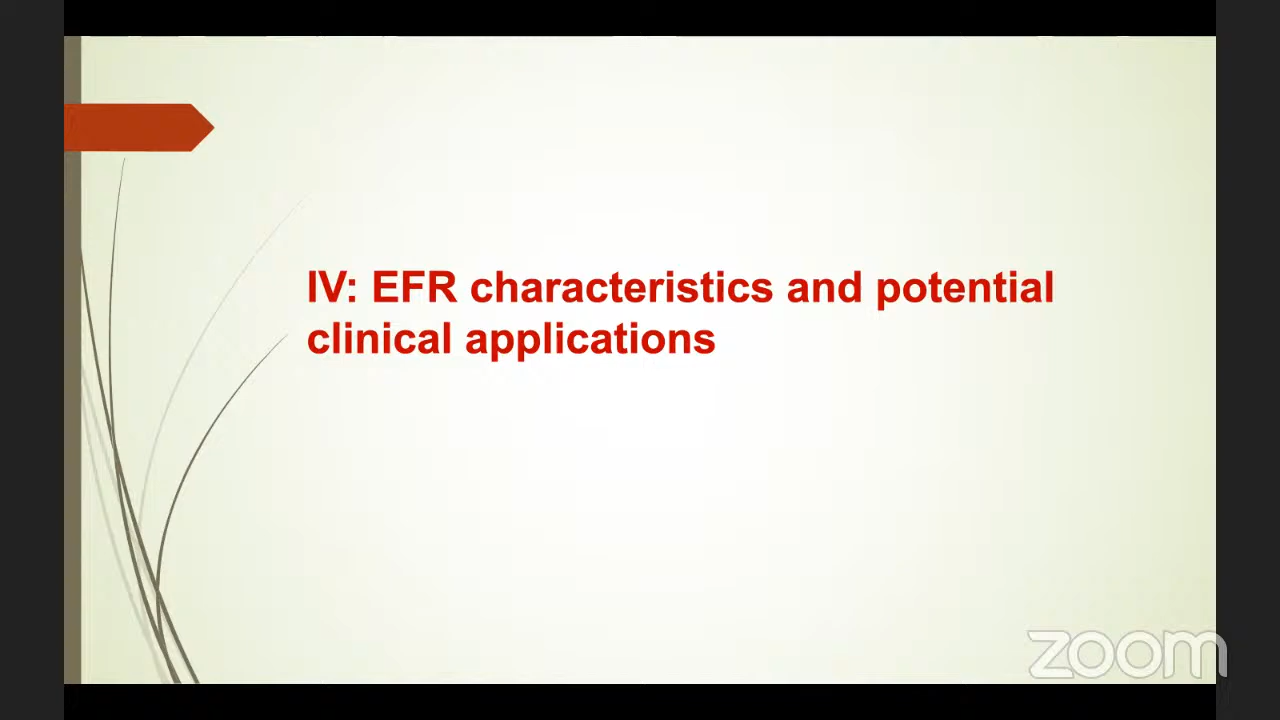 IV: EFR characteristics and potential
clinical applications
zoom